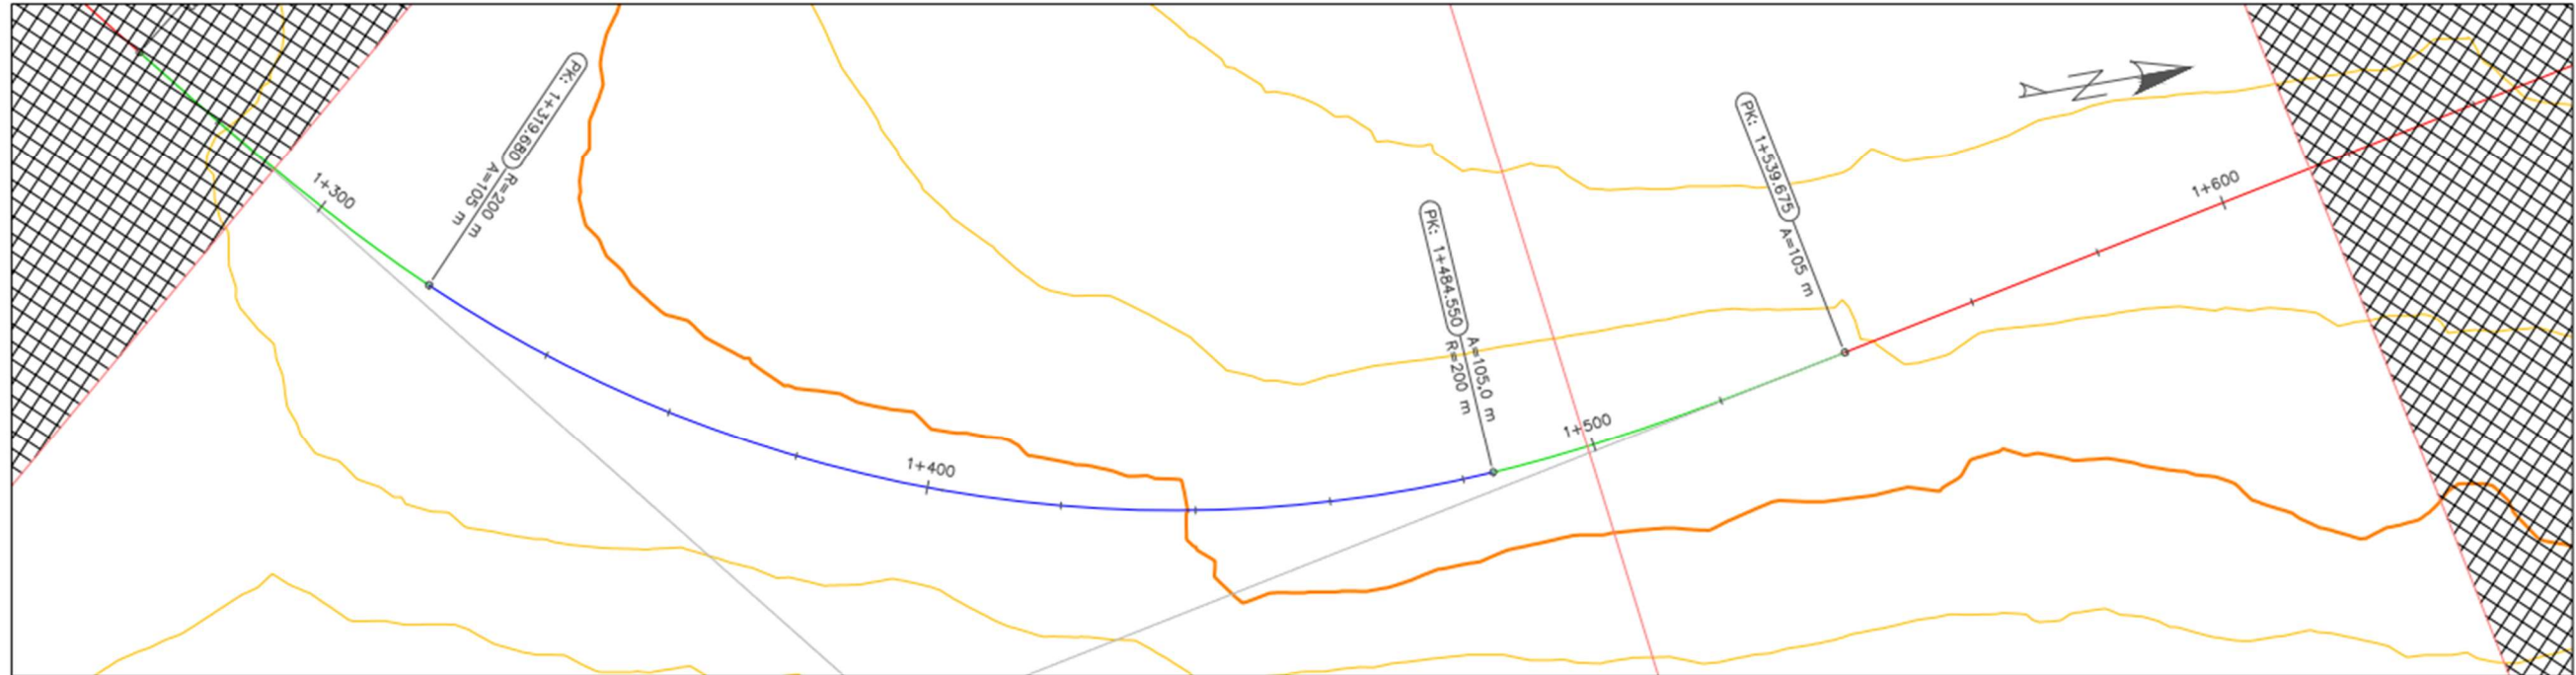 1+300
PK: 1+319.680 R=200 m
A=105 m
1+400
PK: 1+484.550 A=105.0 m
R=200 m
1+500
PK: 1+539.675 A=105 m
1+600
N